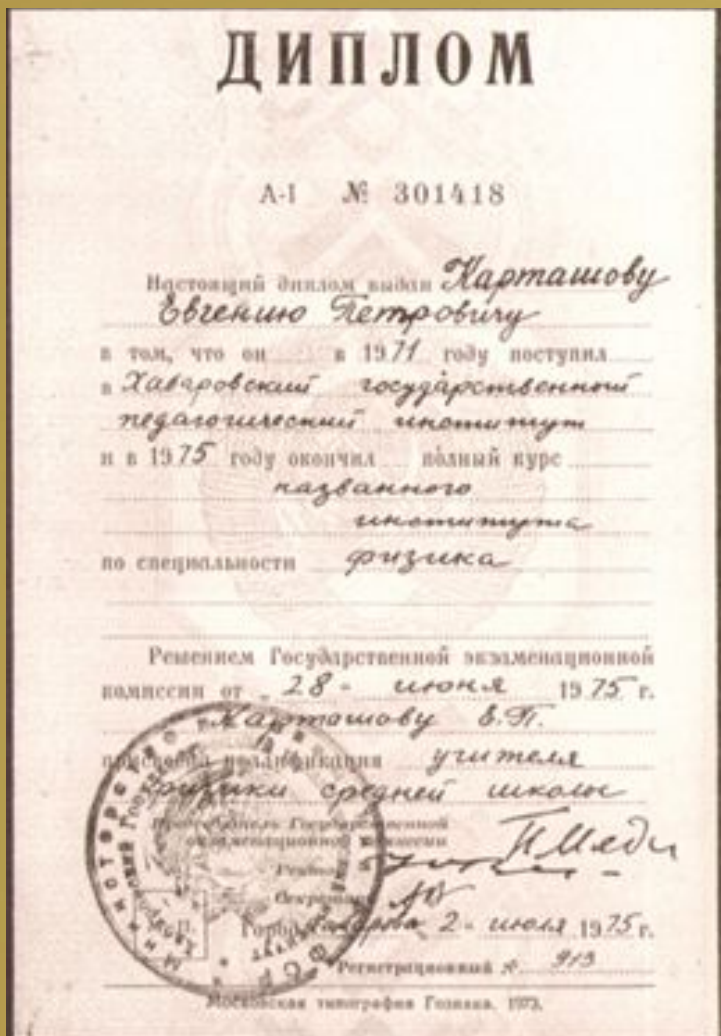 ДИПЛОМ
А-I № 301418
Настоящий диплом выдан Карташову
Евгению Петровичу
в том, что он в 1971 году поступил
в Хабаровский государственный
педагогический институт
и в 1975 году окончил полный курс
названного
института
по специальности физика
Решением Государственной экзаменационной
комиссии от „28" июня 1975 г.
Карташову Е.П.
присвоена квалификация учителя
физики средней школы
Председатель Государственной
экзаменационной комиссии
Ректор
Секретарь
Город Хабаровск 2" июля 1975 г.
Регистрационный № 913
Московская типография Гознака. 1973.